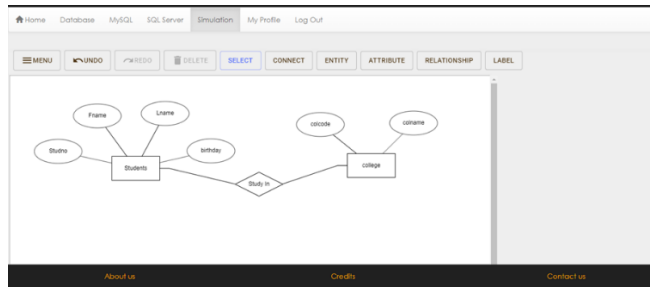 Home Database MySQL SQL Server Simulation My Profile Log Out
MENU UNDO REDO DELETE SELECT CONNECT ENTITY ATTRIBUTE RELATIONSHIP LABEL
Fname
Lname
colcode
colname
Studno
birthday
Students
college
Study in
About us Credits Contact us